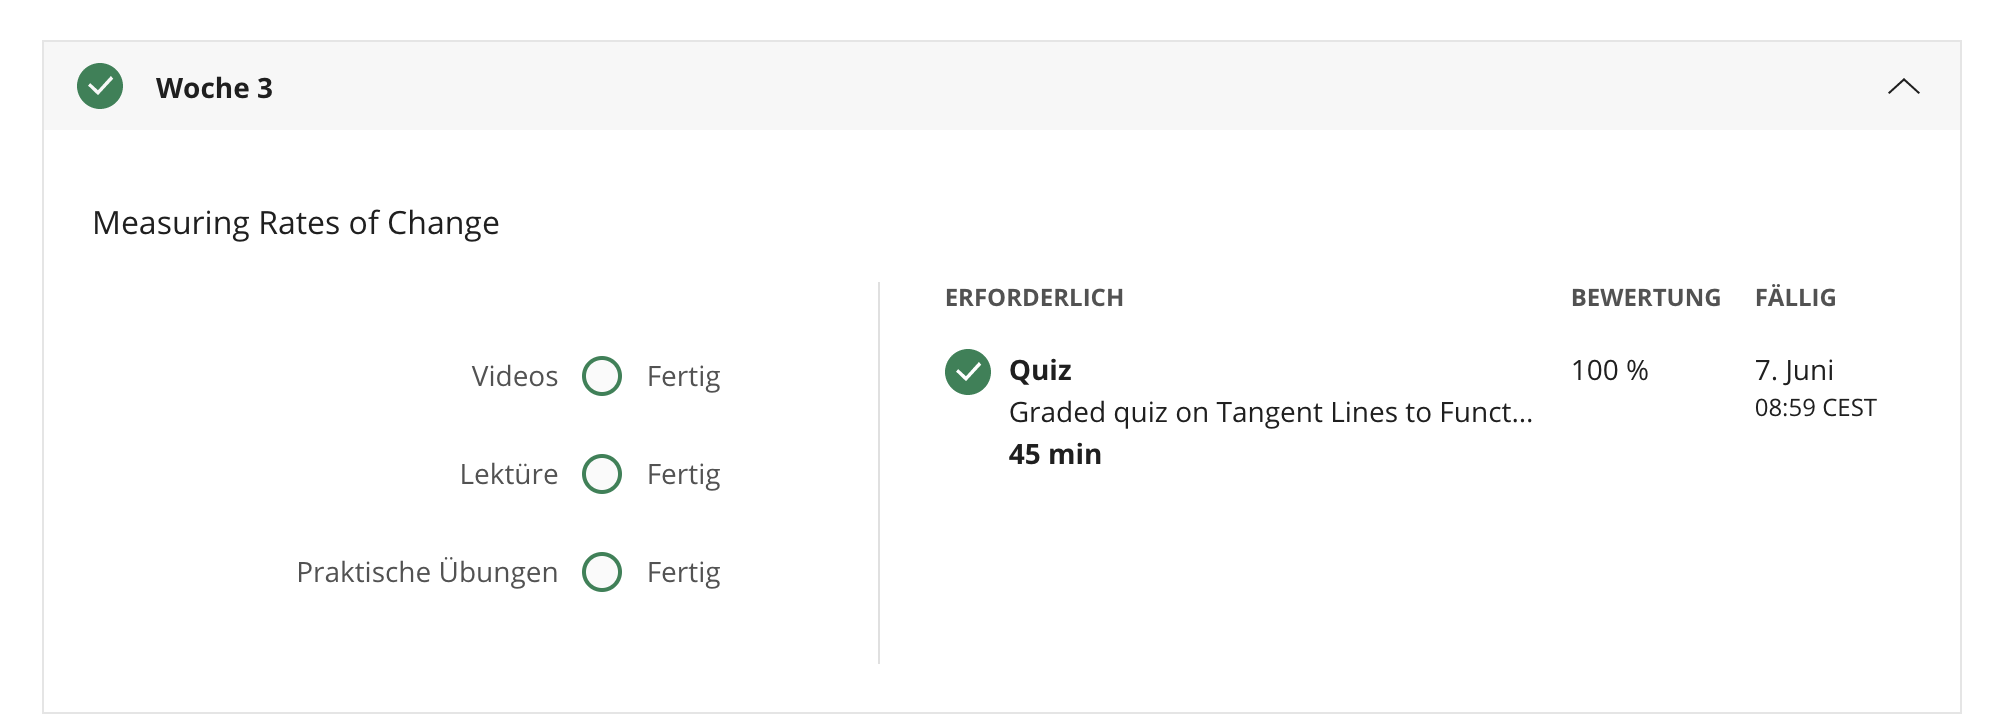 Woche 3
Measuring Rates of Change
Videos Fertig
Lektüre Fertig
Praktische Übungen Fertig
ERFORDERLICH BEWERTUNG FÄLLIG
Quiz 100 % 7. Juni
Graded quiz on Tangent Lines to Funct... 08:59 CEST
45 min